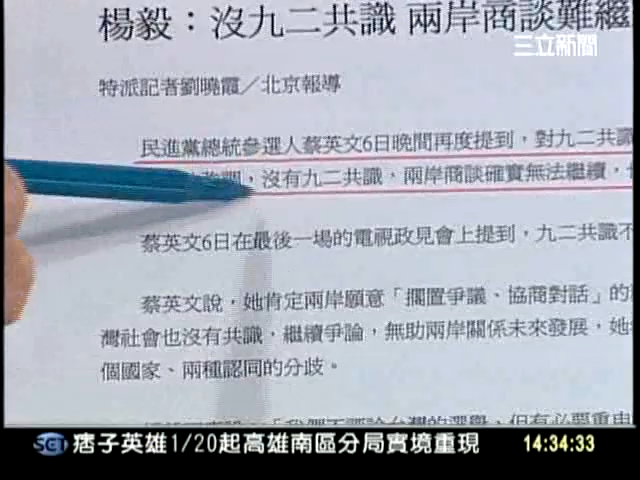 楊毅：沒九二共識 兩岸商談難繼
三立新聞
特派記者劉曉霞／北京報導
民進黨總統參選人蔡英文6日晚間再度提到，對九二共識
，沒有九二共識，兩岸商談確實無法繼續，
蔡英文6日在最後一場的電視政見會上提到，九二共識不
蔡英文說，她肯定兩岸願意「擱置爭議、協商對話」的
灣社會也沒有共識，繼續爭論，無助兩岸關係未來發展，她
個國家、兩種認同的分歧。
SET 痞子英雄1/20起高雄南區分局實境重現 14:34:33